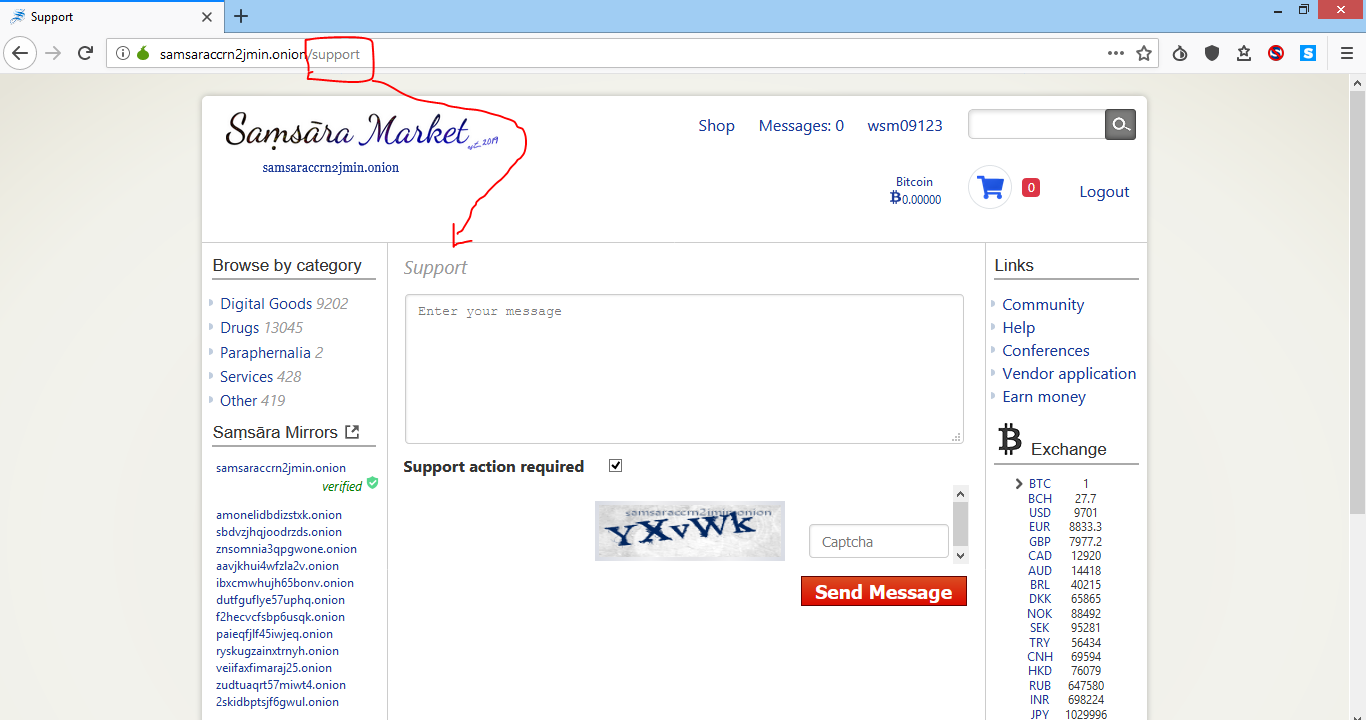 Support
samsaraccrn2jmin.onion/support
Saṃsāra Market
est. 2019
samsaraccrn2jmin.onion
Shop Messages: 0 wsm09123
Bitcoin
0.00000
0
Logout
Browse by category
Digital Goods 9202
Drugs 13045
Paraphernalia 2
Services 428
Other 419
Saṃsāra Mirrors
samsaraccrn2jmin.onion
verified
amonelidbdizstxk.onion
sbdvzjhqjoodrzds.onion
znsomnia3qpgwone.onion
aavjkhui4wfzla2v.onion
ibxcmwhujh65bonv.onion
dutfguflye57uphq.onion
f2hecvcfsbp6usqk.onion
paieqfjlf45iwjeq.onion
ryskugzainxtrnyh.onion
veiifaxfimaraj25.onion
zudtuaqrt57miwt4.onion
2skidbptsjf6gwul.onion
Support
Enter your message
Support action required
samsaraccrn2jmin.onion
YXvWk
Captcha
Send Message
Links
Community
Help
Conferences
Vendor application
Earn money
Exchange
BTC 1
BCH 27.7
USD 9701
EUR 8833.3
GBP 7977.2
CAD 12920
AUD 14418
BRL 40215
DKK 65865
NOK 88492
SEK 95281
TRY 56434
CNH 69594
HKD 76079
RUB 647580
INR 698224
JPY 1029996